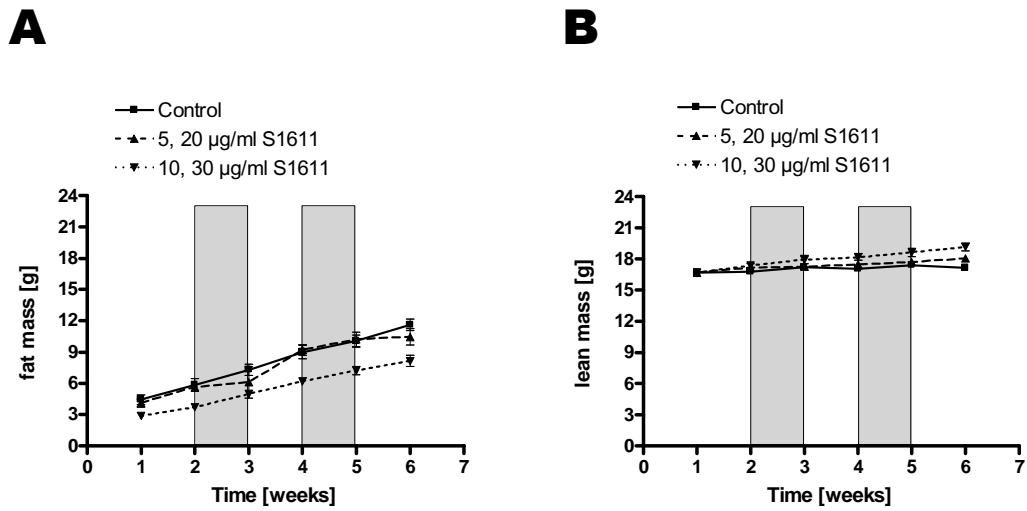 A
Control
5, 20 µg/ml S1611
10, 30 µg/ml S1611
24
21
18
15
12
9
6
3
0
fat mass [g]
0 1 2 3 4 5 6 7
Time [weeks]
B
Control
5, 20 µg/ml S1611
10, 30 µg/ml S1611
24
21
18
15
12
9
6
3
0
lean mass [g]
0 1 2 3 4 5 6 7
Time [weeks]